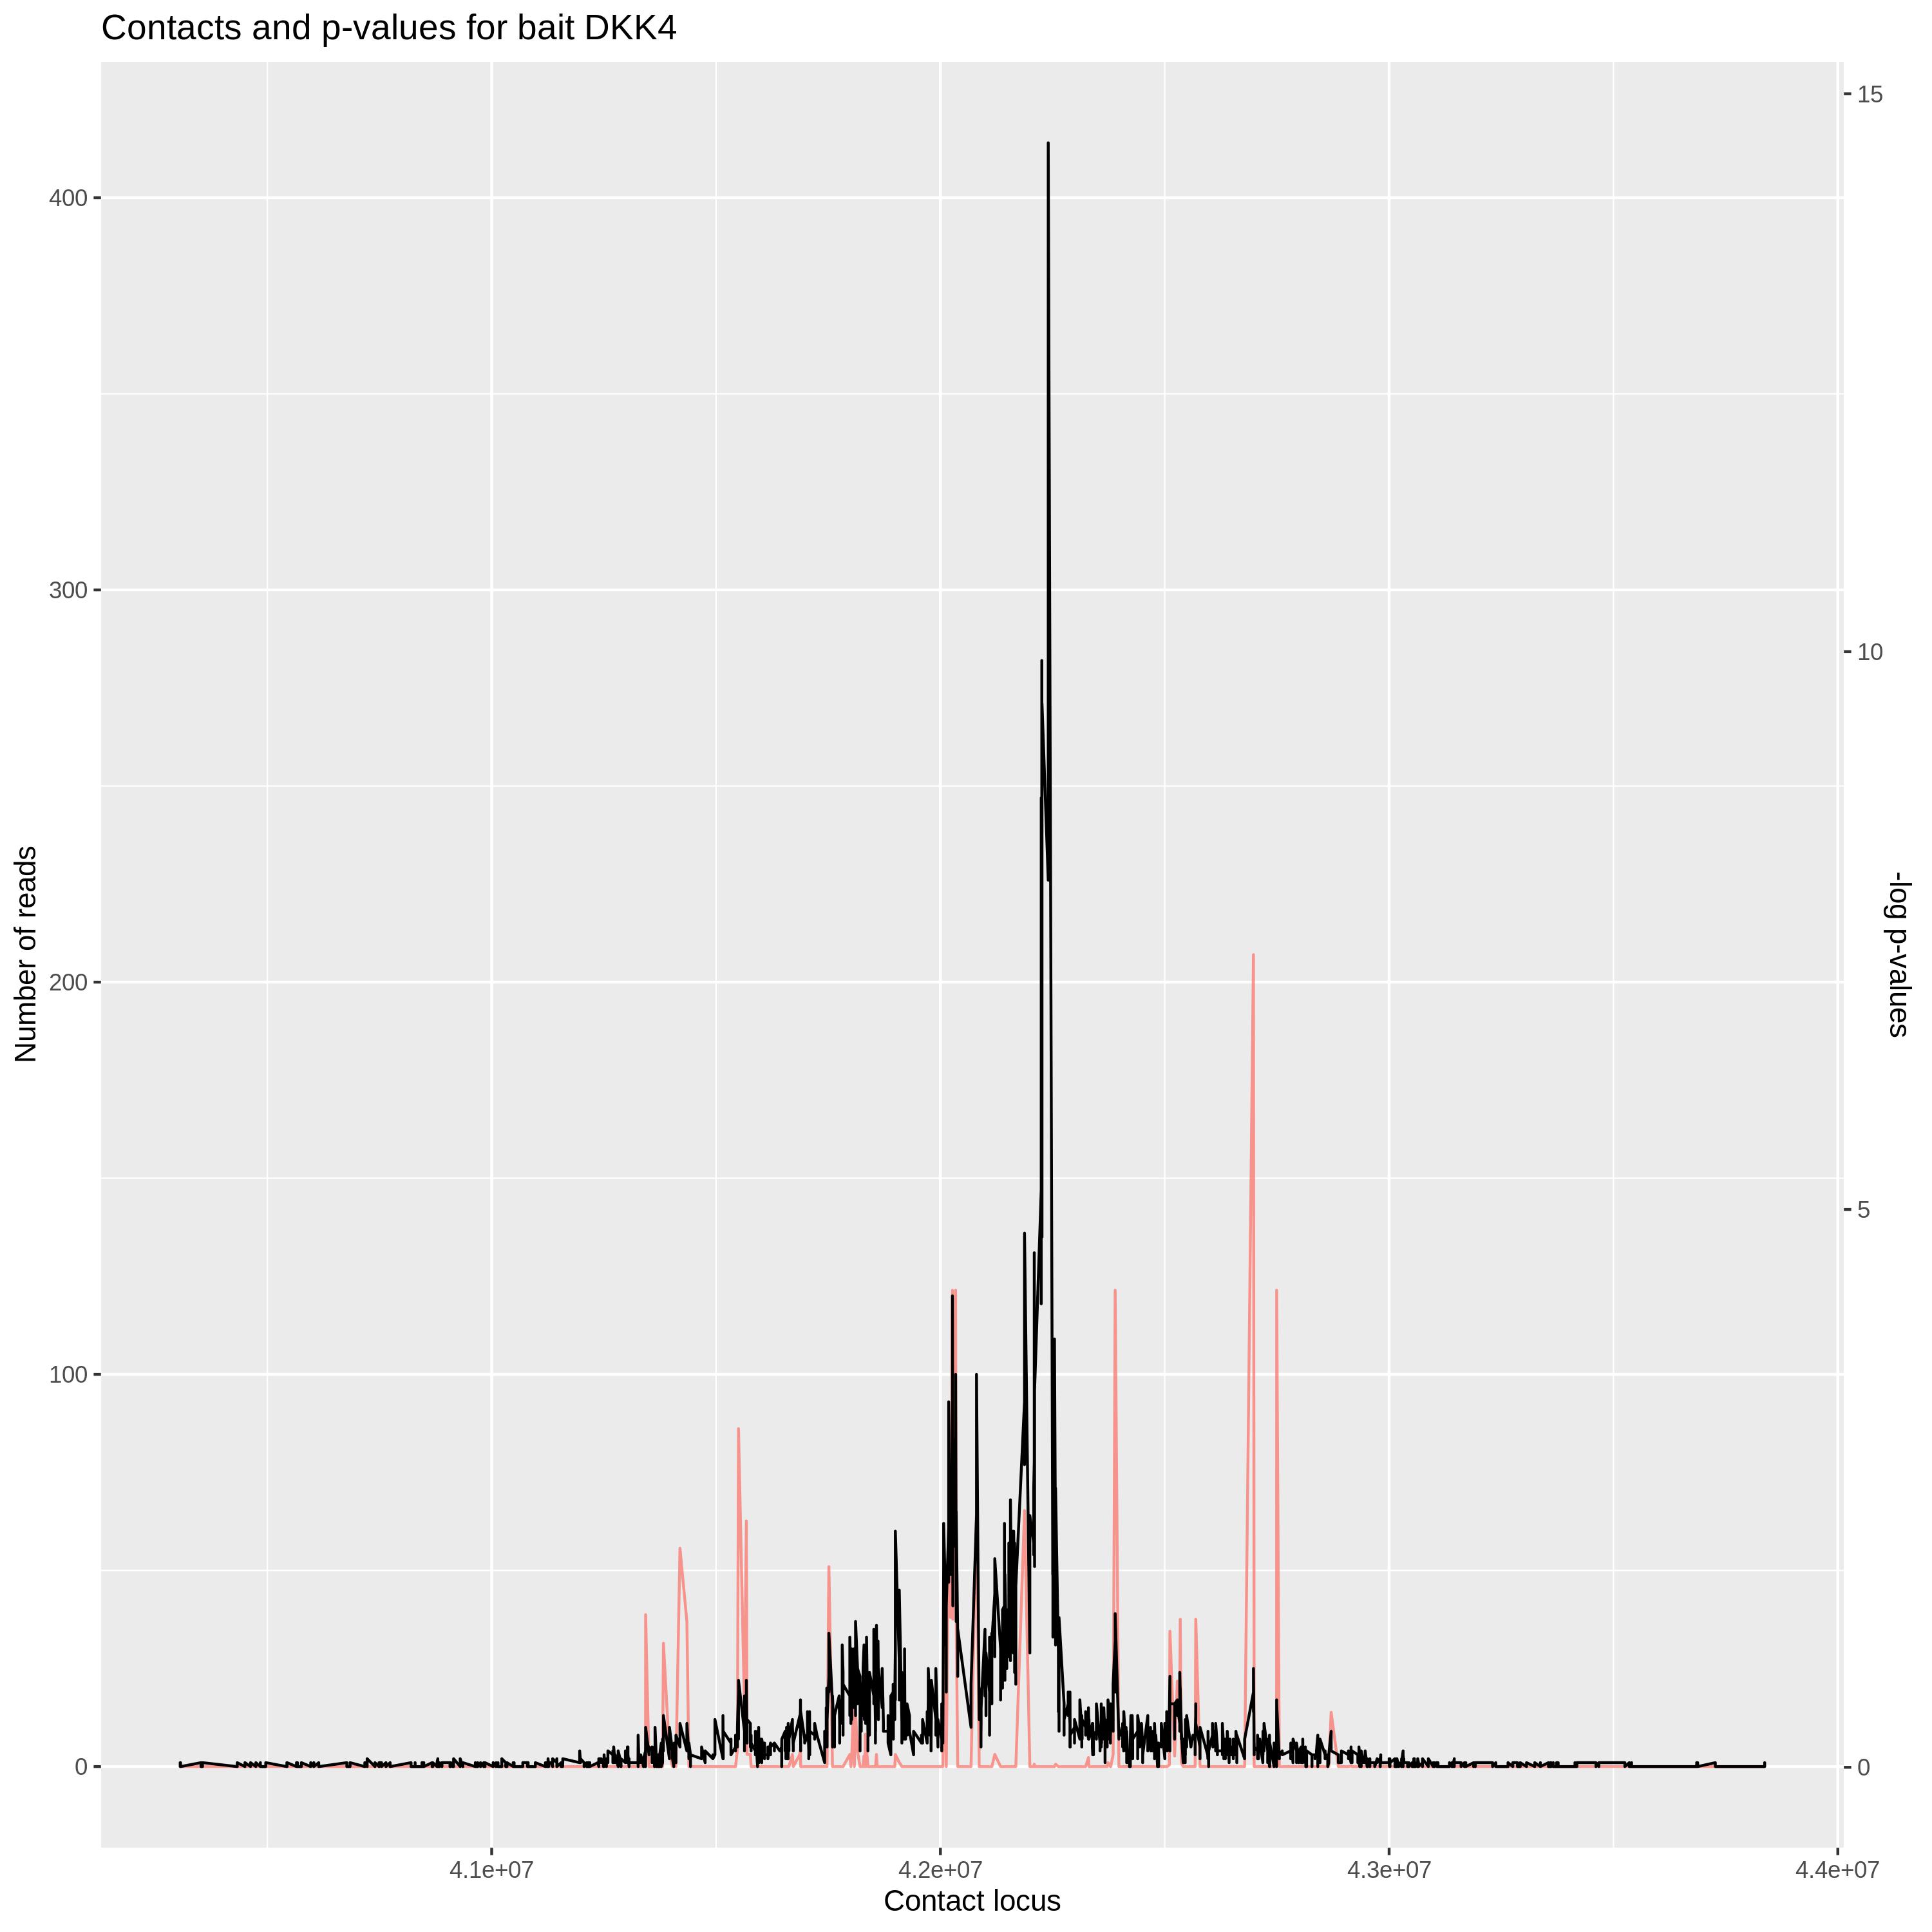 Contacts and p-values for bait DKK4
15
400
300
10
200
5
100
0
0
Number of reads
-log p-values
4.1e+07
4.2e+07
4.3e+07
4.4e+07
Contact locus